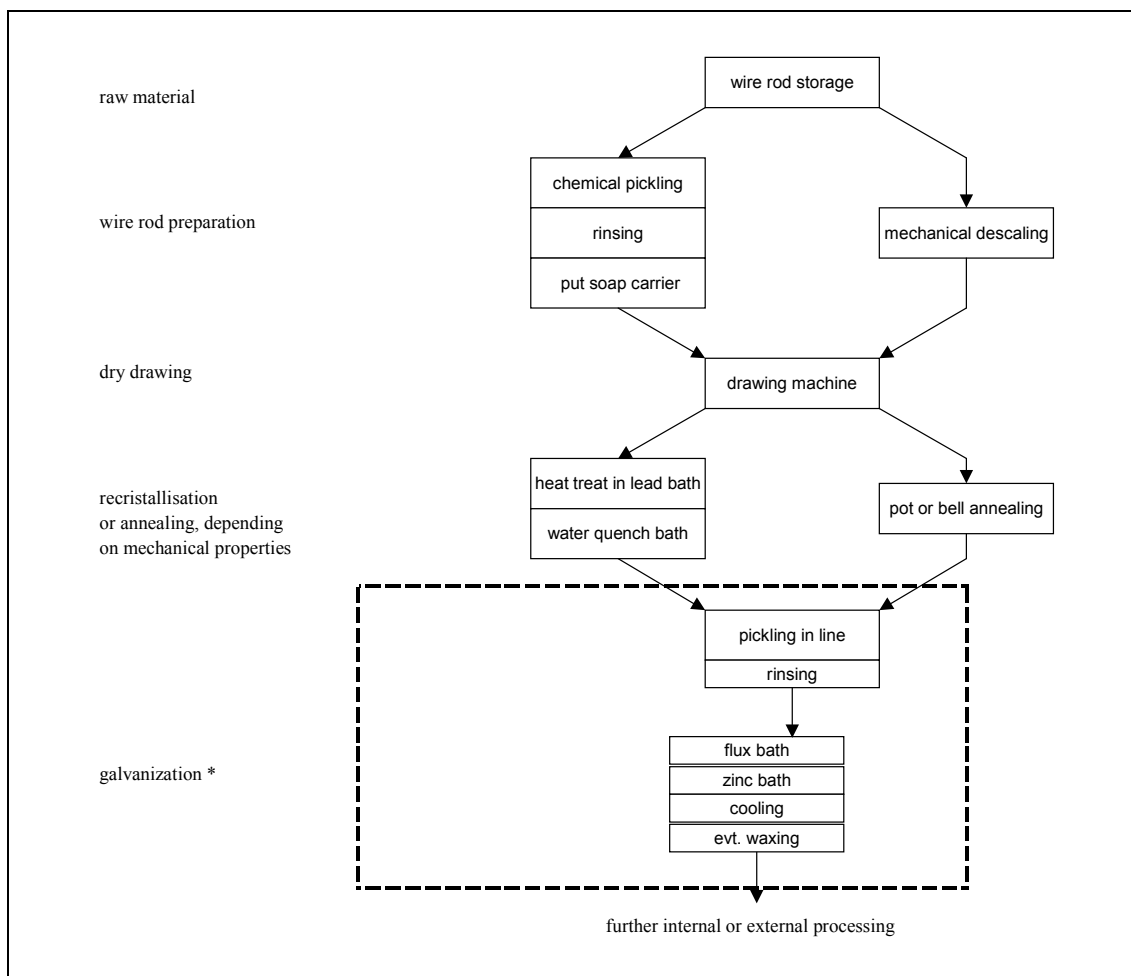 wire rod storage
raw material
chemical pickling
wire rod preparation
rinsing
mechanical descaling
put soap carrier
dry drawing
drawing machine
heat treat in lead bath
recristallisation
or annealing, depending
on mechanical properties
pot or bell annealing
water quench bath
pickling in line
rinsing
flux bath
galvanization *
zinc bath
cooling
evt. waxing
further internal or external processing